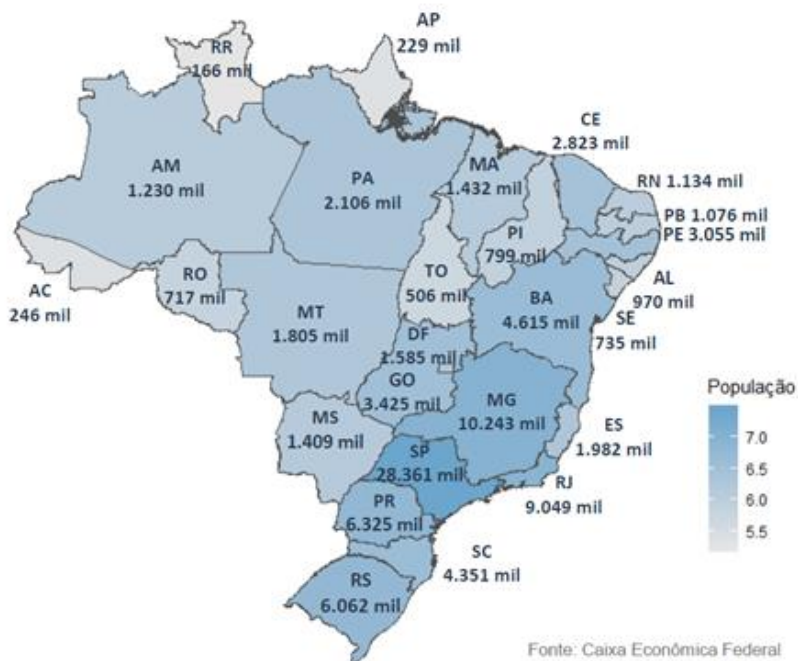 AP
229 mil
RR
166 mil
AM
1.230 mil
PA
2.106 mil
MA
1.432 mil
CE
2.823 mil
RN 1.134 mil
PB 1.076 mil
PE 3.055 mil
PI
799 mil
AC
246 mil
RO
717 mil
TO
506 mil
AL
970 mil
SE
735 mil
BA
4.615 mil
MT
1.805 mil
DF
1.585 mil
GO
3.425 mil
MG
10.243 mil
ES
1.982 mil
MS
1.409 mil
SP
28.361 mil
RJ
9.049 mil
PR
6.325 mil
SC
4.351 mil
RS
6.062 mil
População
7.0
6.5
6.0
5.5
Fonte: Caixa Econômica Federal